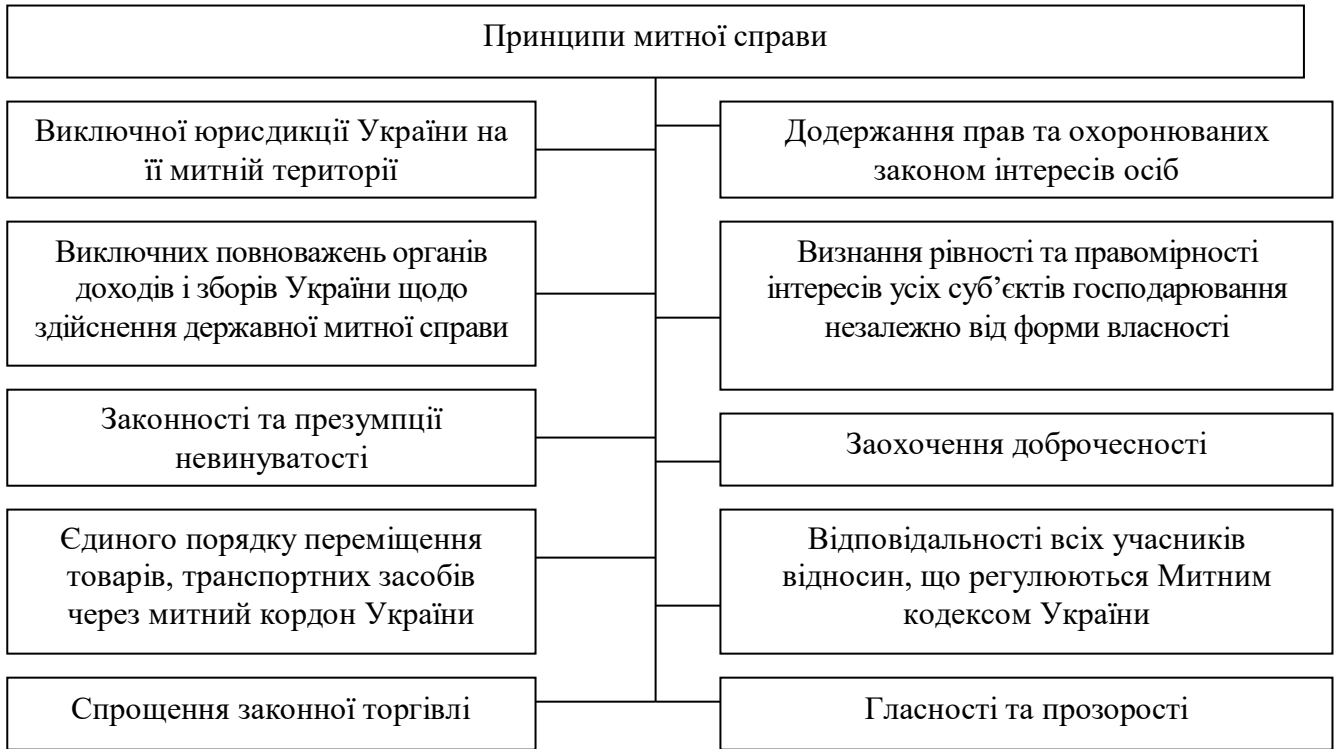 Принципи митної справи
Виключної юрисдикції України на
її митній території
Додержання прав та охоронюваних
законом інтересів осіб
Виключних повноважень органів
доходів і зборів України щодо
здійснення державної митної справи
Визнання рівності та правомірності
інтересів усіх суб’єктів господарювання
незалежно від форми власності
Законності та презумпції
невинуватості
Заохочення доброчесності
Єдиного порядку переміщення
товарів, транспортних засобів
через митний кордон України
Відповідальності всіх учасників
відносин, що регулюються Митним
кодексом України
Спрощення законної торгівлі
Гласності та прозорості